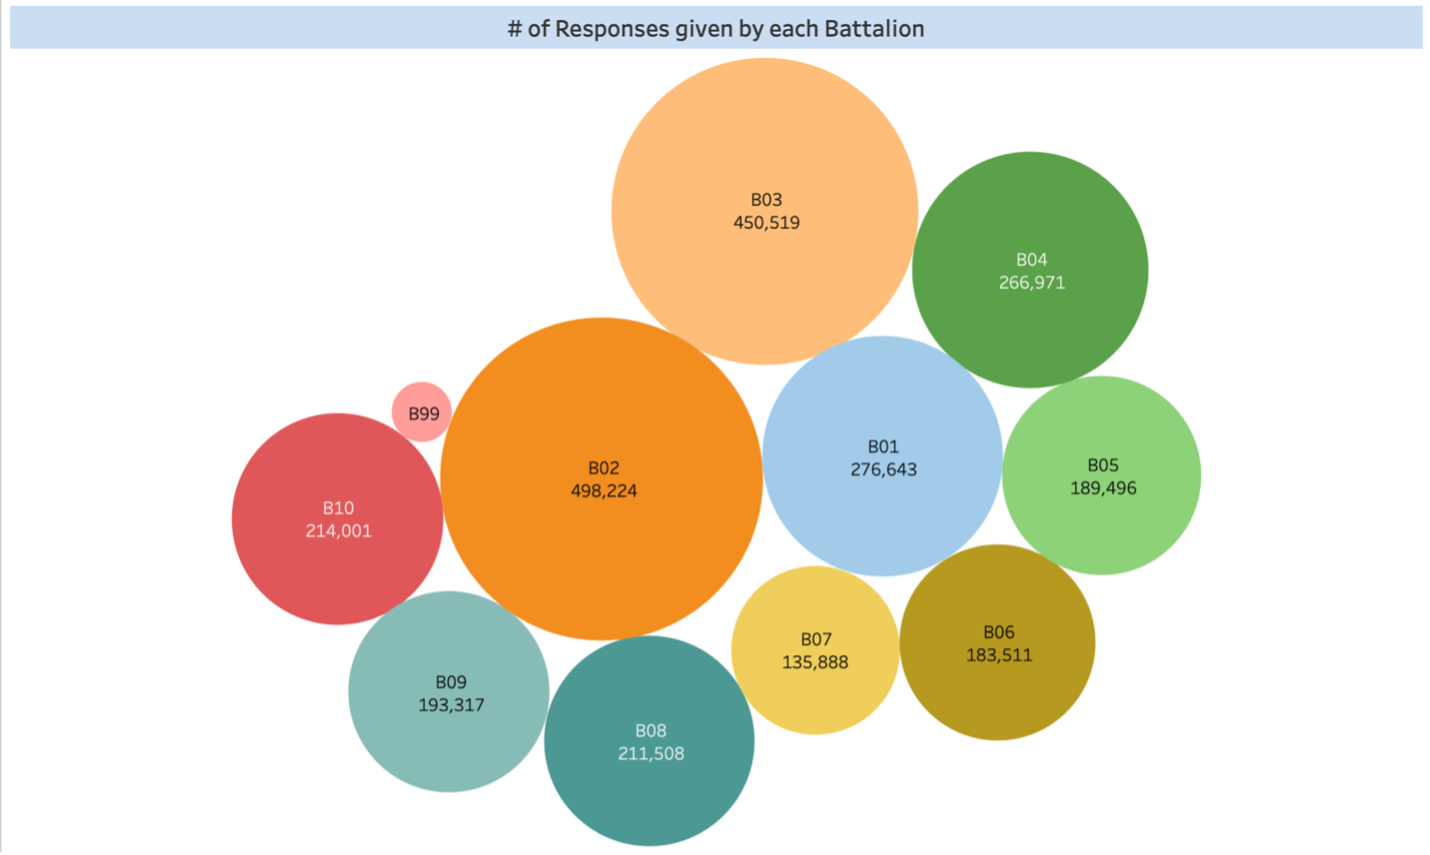 # of Responses given by each Battalion
B03
450,519
B04
266,971
B99
B01
276,643
B02
498,224
B05
189,496
B10
214,001
B07
135,888
B06
183,511
B09
193,317
B08
211,508